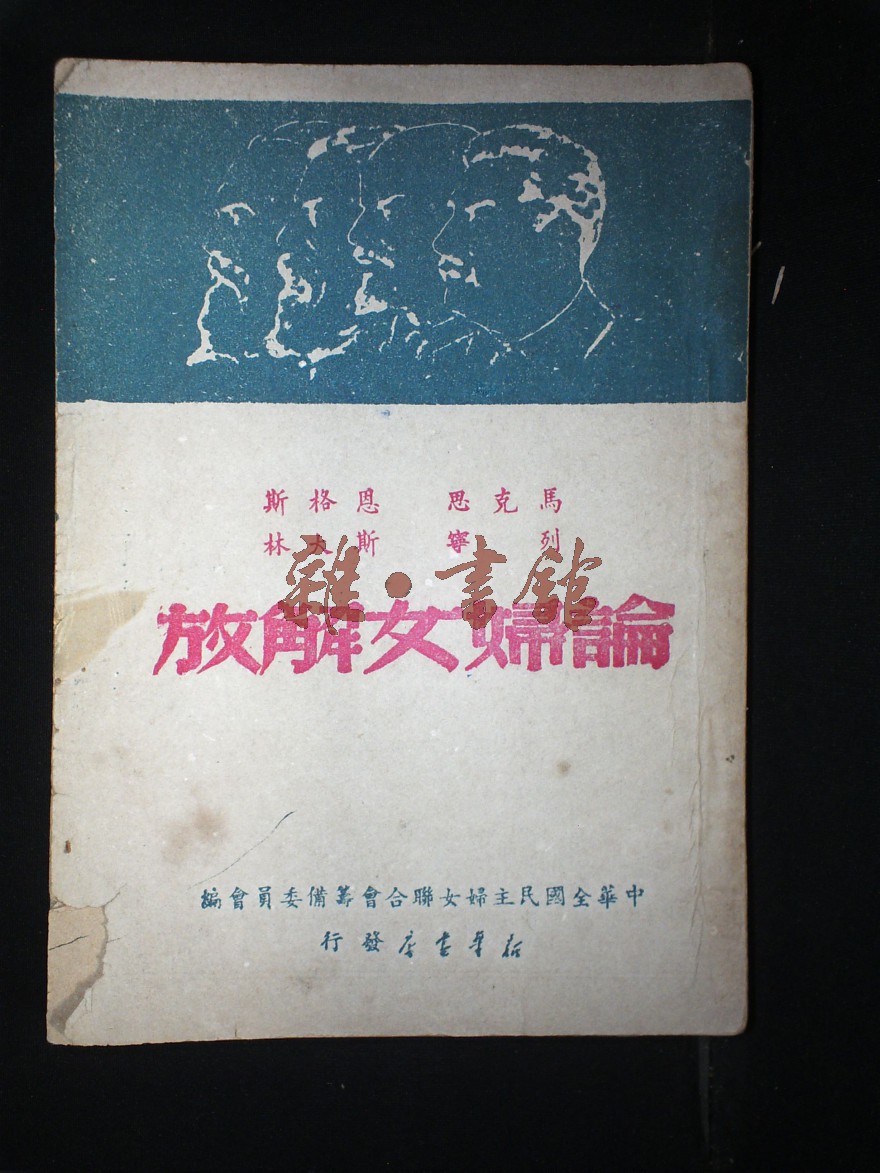 馬克思 恩格斯
列寧 斯大林
論婦女解放
雜·書館
中華全國民主婦女聯合會籌備委員會編
新華書店發行